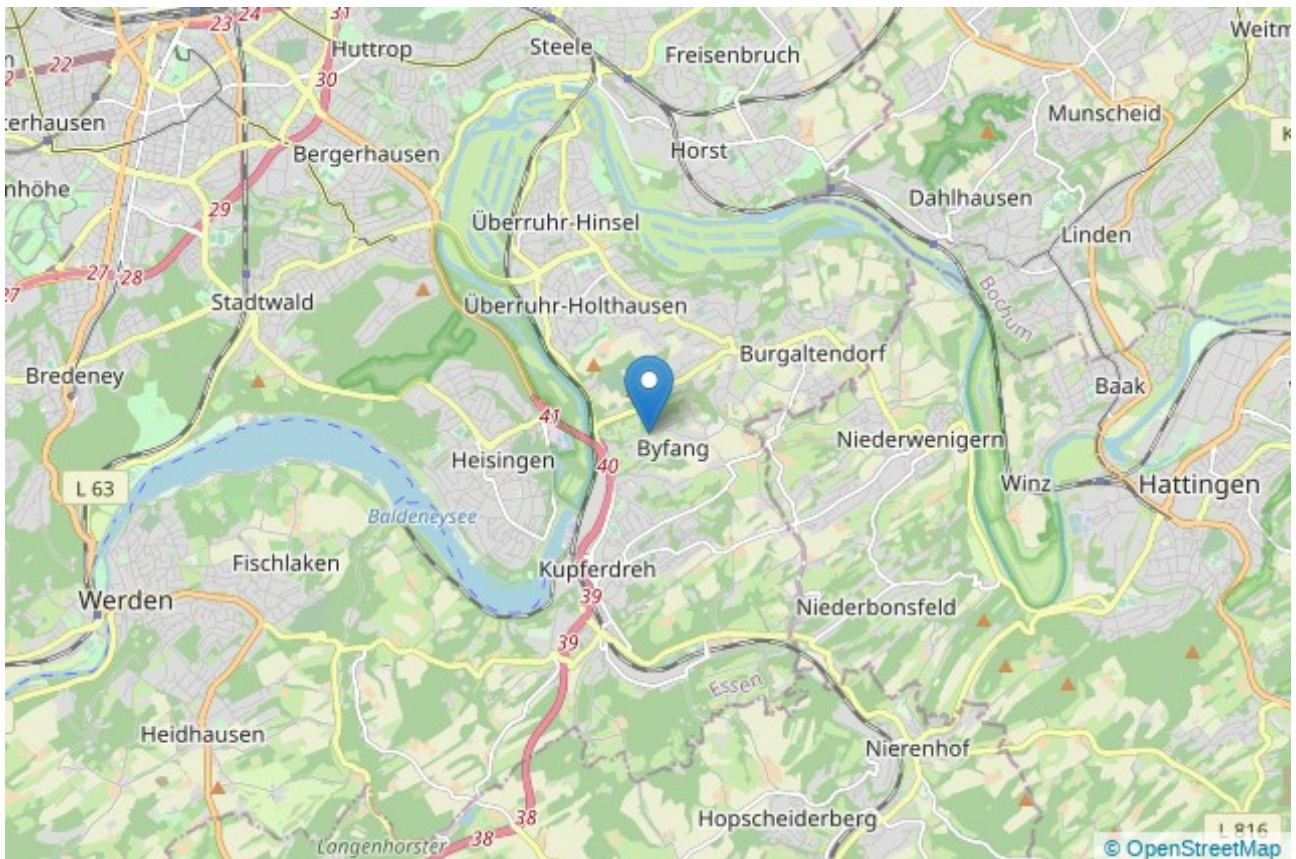 24
31
23
Huttrop
Steele
Freisenbruch
Weitm
22
30
terhausen
Munscheid
Bergerhausen
Horst
K
nhöhe
Dahlhausen
29
Überruhr-Hinsel
Linden
27
28
27
Bochum
Stadtwald
Überruhr-Holthausen
Burgaltendorf
Bredeney
Baak
41
Niederwenigern
Byfang
Heisingen
40
L 63
Winz
Hattingen
Baldeneysee
Fischlaken
Kupferdreh
Werden
39
Niederbonsfeld
39
Essen
Heidhausen
Nierenhof
38
Hopscheiderberg
38
Langenhorster
L 816
© OpenStreetMap